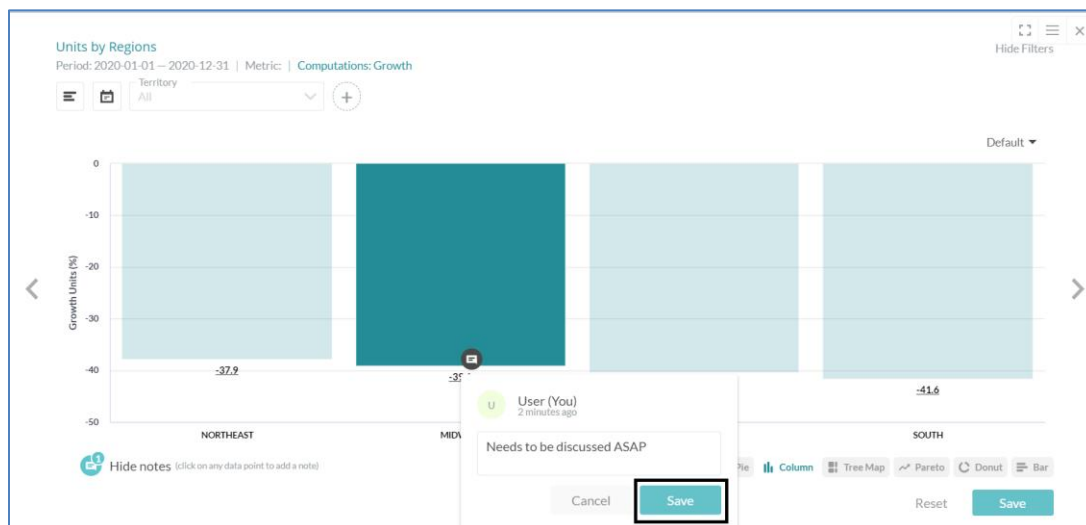 Units by Regions
Hide Filters
Period: 2020-01-01 — 2020-12-31 | Metric: | Computations: Growth
Territory
All
Default
0
-10
-20
-30
-40
-50
Growth Units (%)
-37.9
-41.6
NORTHEAST
SOUTH
U
User (You)
2 minutes ago
Needs to be discussed ASAP
Cancel
Save
1
Hide notes (click on any data point to add a note)
Column
Tree Map
Pareto
Donut
Bar
Reset
Save